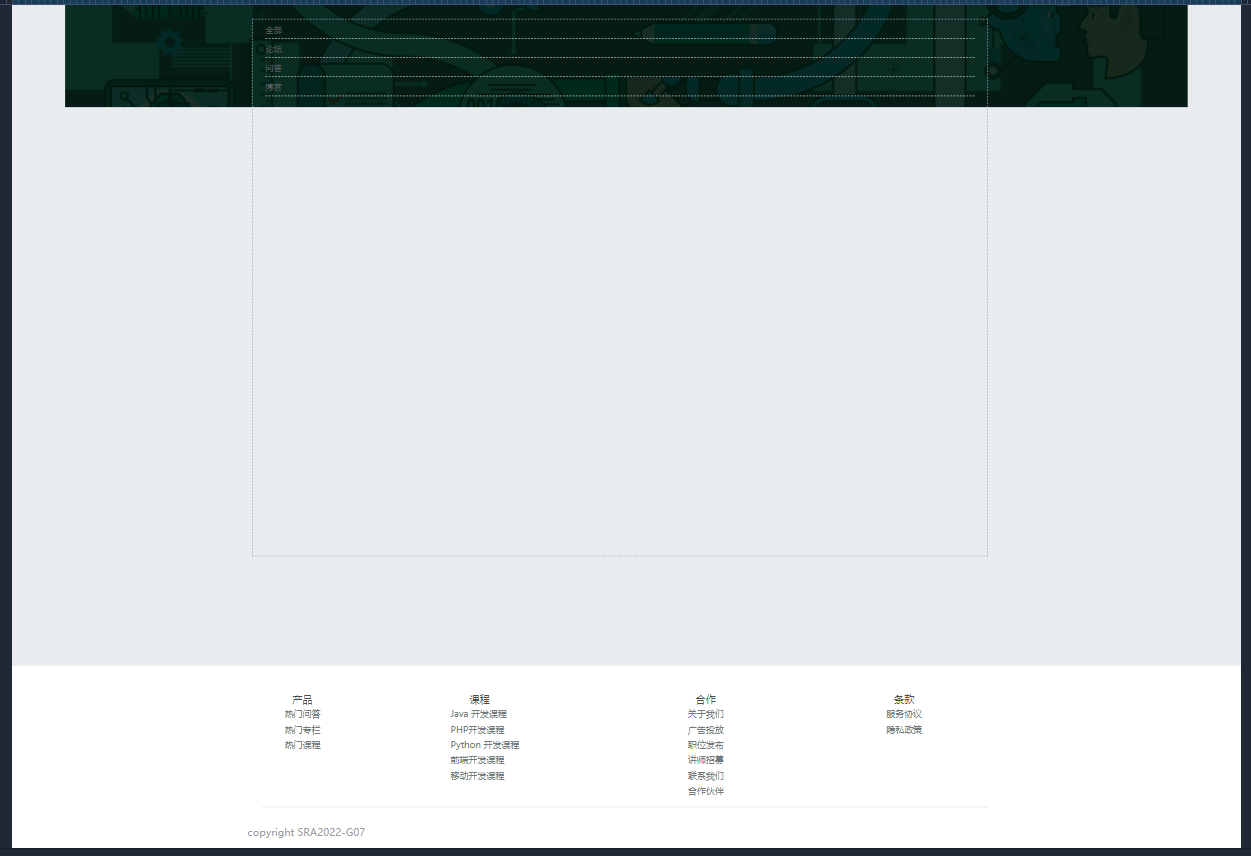 全部
论坛
问答
博客
0016
产品
热门问答
热门专栏
热门课程
课程
Java 开发课程
PHP开发课程
Python 开发课程
前端开发课程
移动开发课程
合作
关于我们
广告投放
职位发布
讲师招募
联系我们
合作伙伴
条款
服务协议
隐私政策
copyright SRA2022-G07